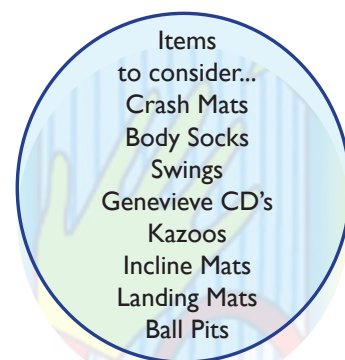 Items
to consider...
Crash Mats
Body Socks
Swings
Genevieve CD's
Kazoos
Incline Mats
Landing Mats
Ball Pits